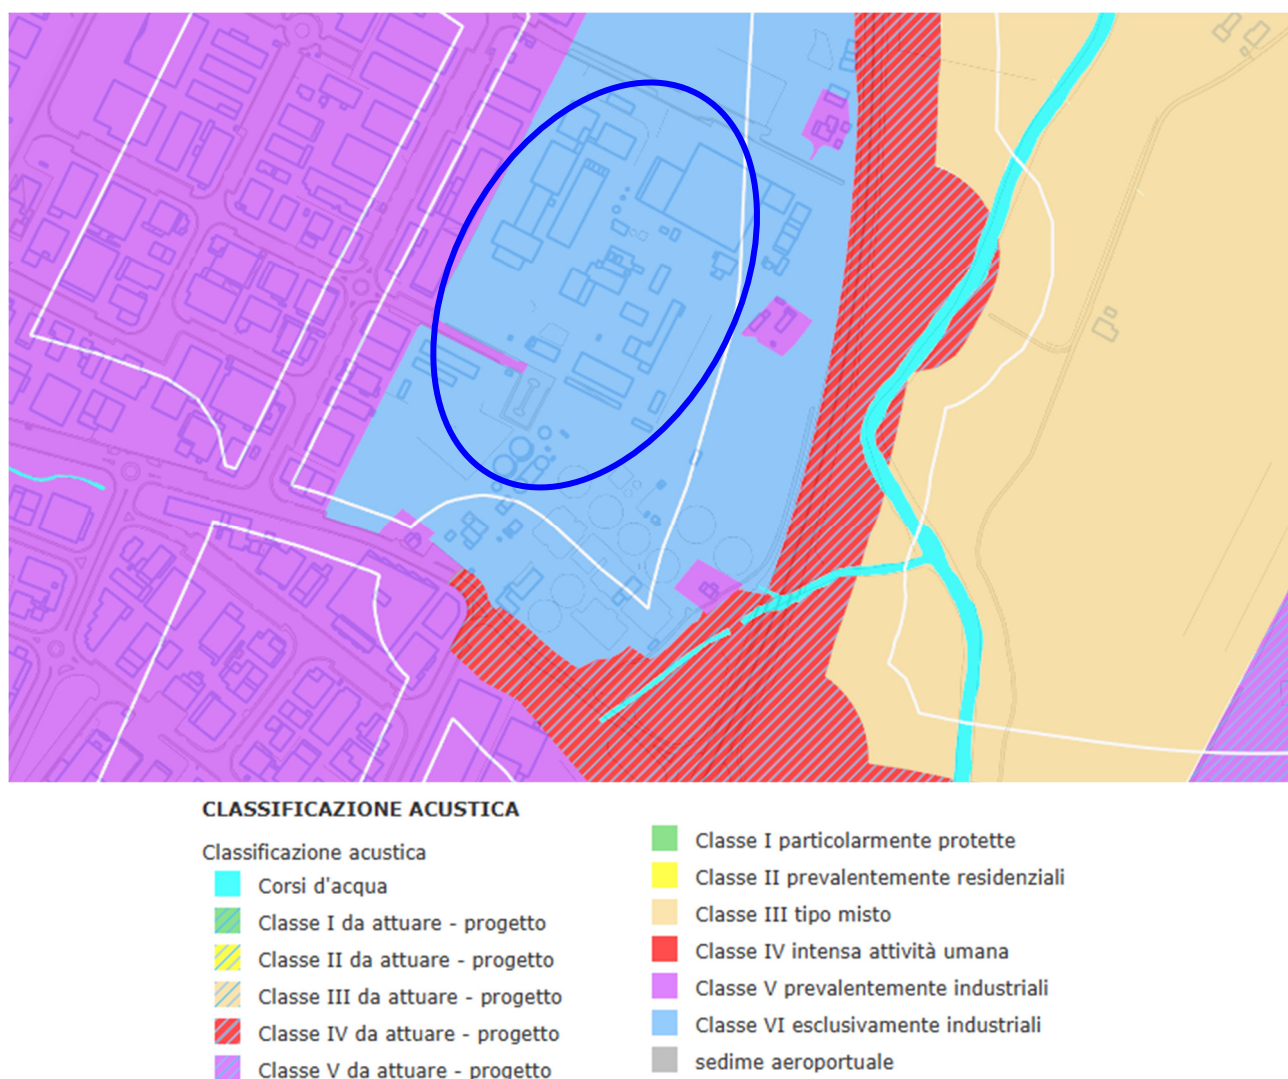 CLASSIFICAZIONE ACUSTICA
Classificazione acustica
Corsi d'acqua
Classe I da attuare - progetto
Classe II da attuare - progetto
Classe III da attuare - progetto
Classe IV da attuare - progetto
Classe V da attuare - progetto
Classe I particolarmente protette
Classe II prevalentemente residenziali
Classe III tipo misto
Classe IV intensa attività umana
Classe V prevalentemente industriali
Classe VI esclusivamente industriali
sedime aeroportuale